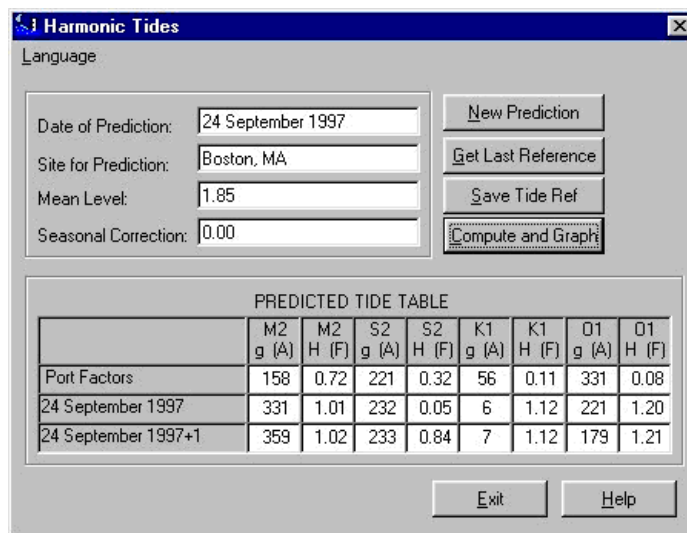 Harmonic Tides
Language
Date of Prediction: 24 September 1997
Site for Prediction: Boston, MA
Mean Level: 1.85
Seasonal Correction: 0.00
New Prediction
Get Last Reference
Save Tide Ref
Compute and Graph
PREDICTED TIDE TABLE
M2 M2 S2 S2 K1 K1 O1 O1
g (A) H (F) g (A) H (F) g (A) H (F) g (A) H (F)
Port Factors 158 0.72 221 0.32 56 0.11 331 0.08
24 September 1997 331 1.01 232 0.05 6 1.12 221 1.20
24 September 1997+1 359 1.02 233 0.84 7 1.12 179 1.21
Exit Help